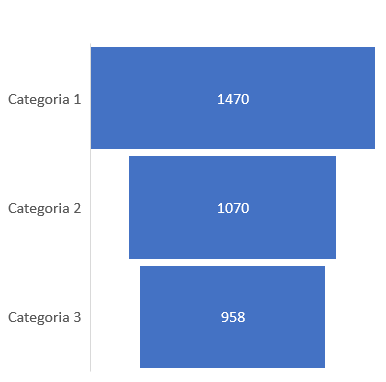 Categoria 1
1470
Categoria 2
1070
Categoria 3
958